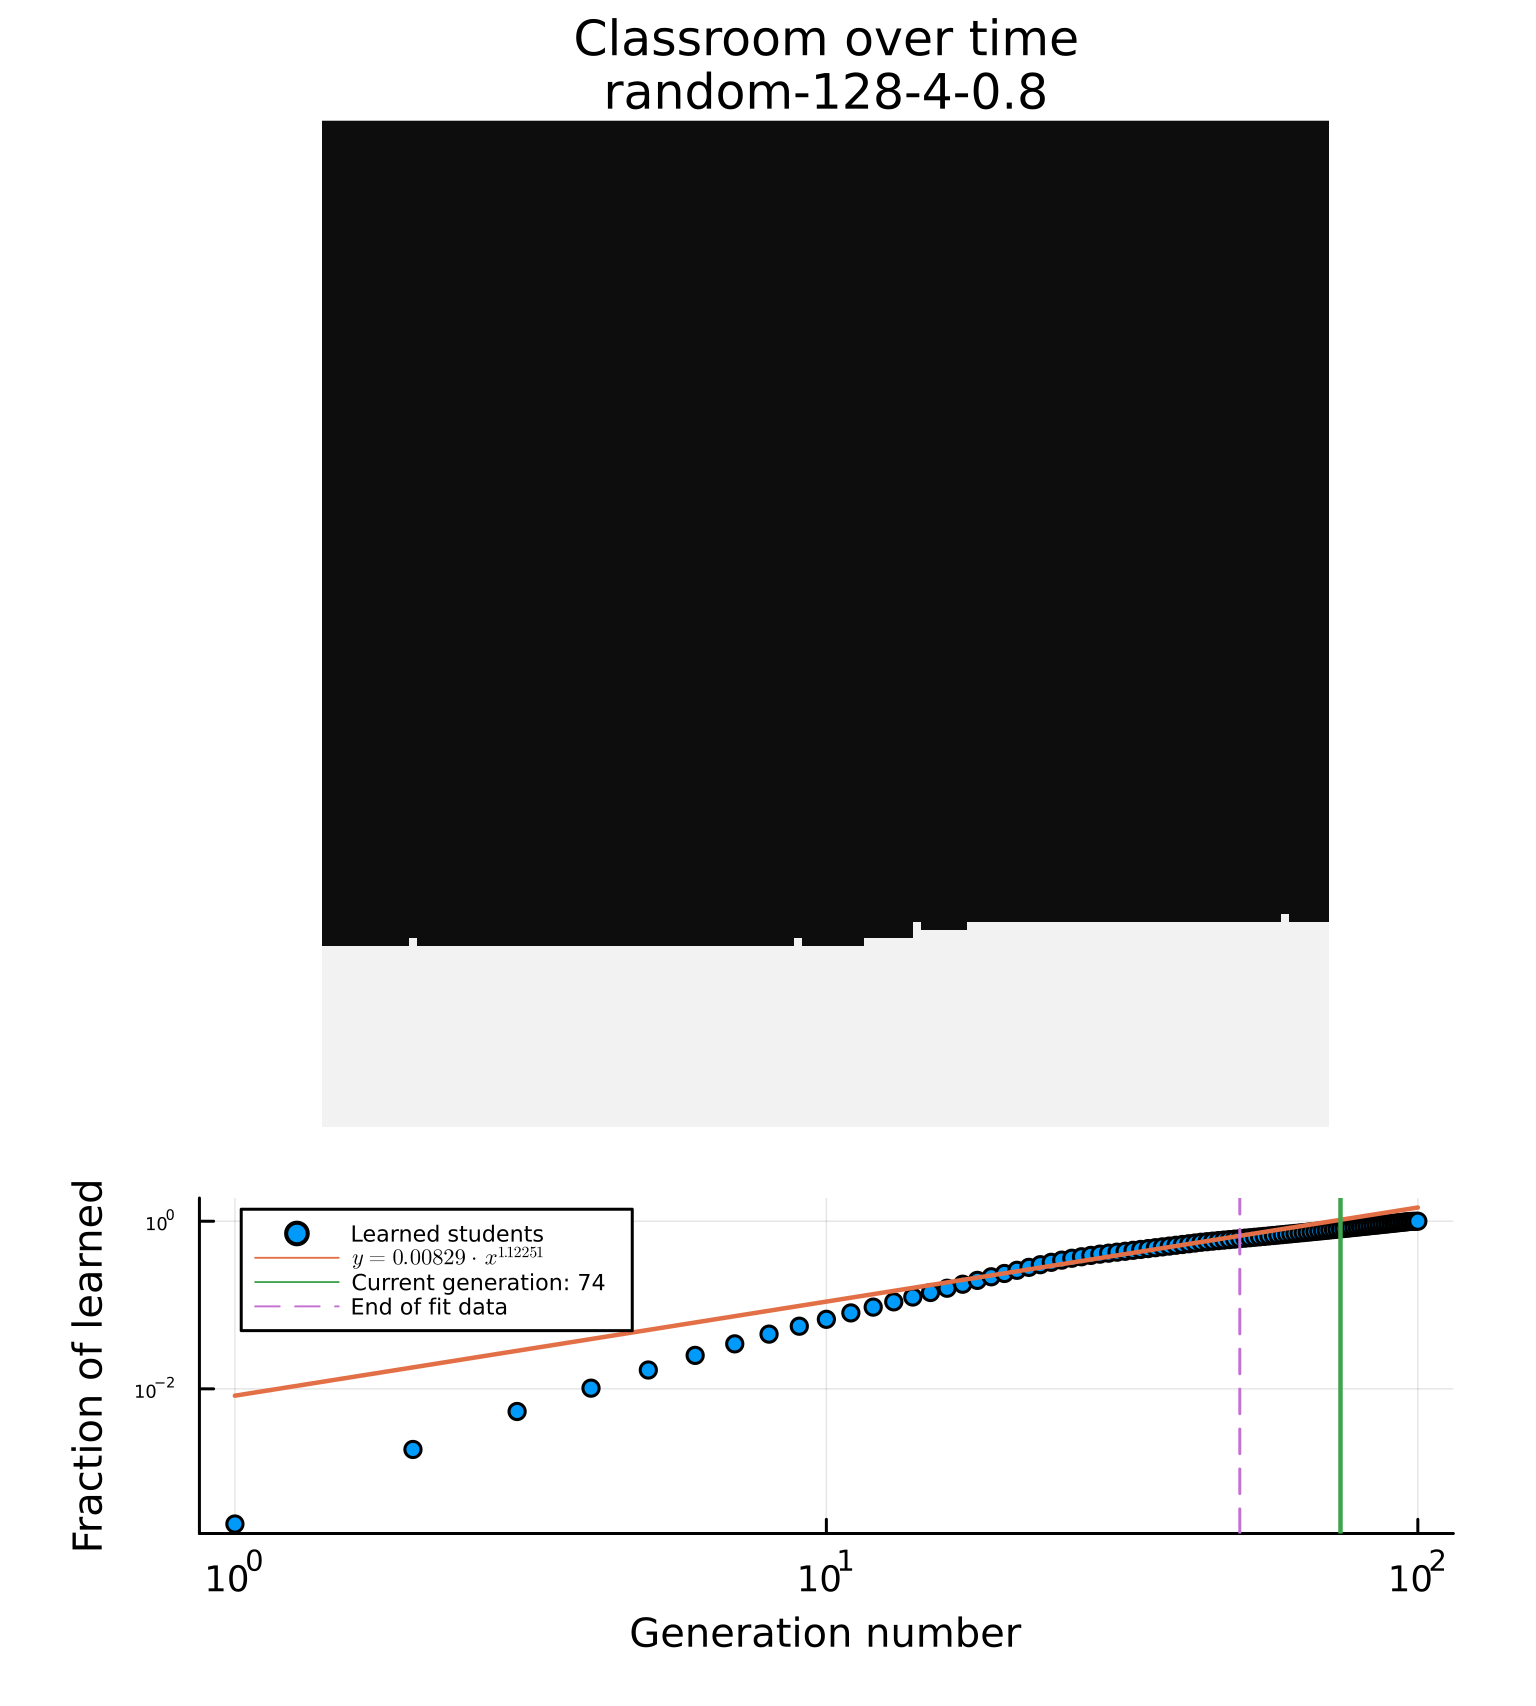 Classroom over time
random-128-4-0.8
Fraction of learned
10^0
10^−2
Learned students
y = 0.00829 · x^1.12251
Current generation: 74
End of fit data
10^0 10^1 10^2
Generation number